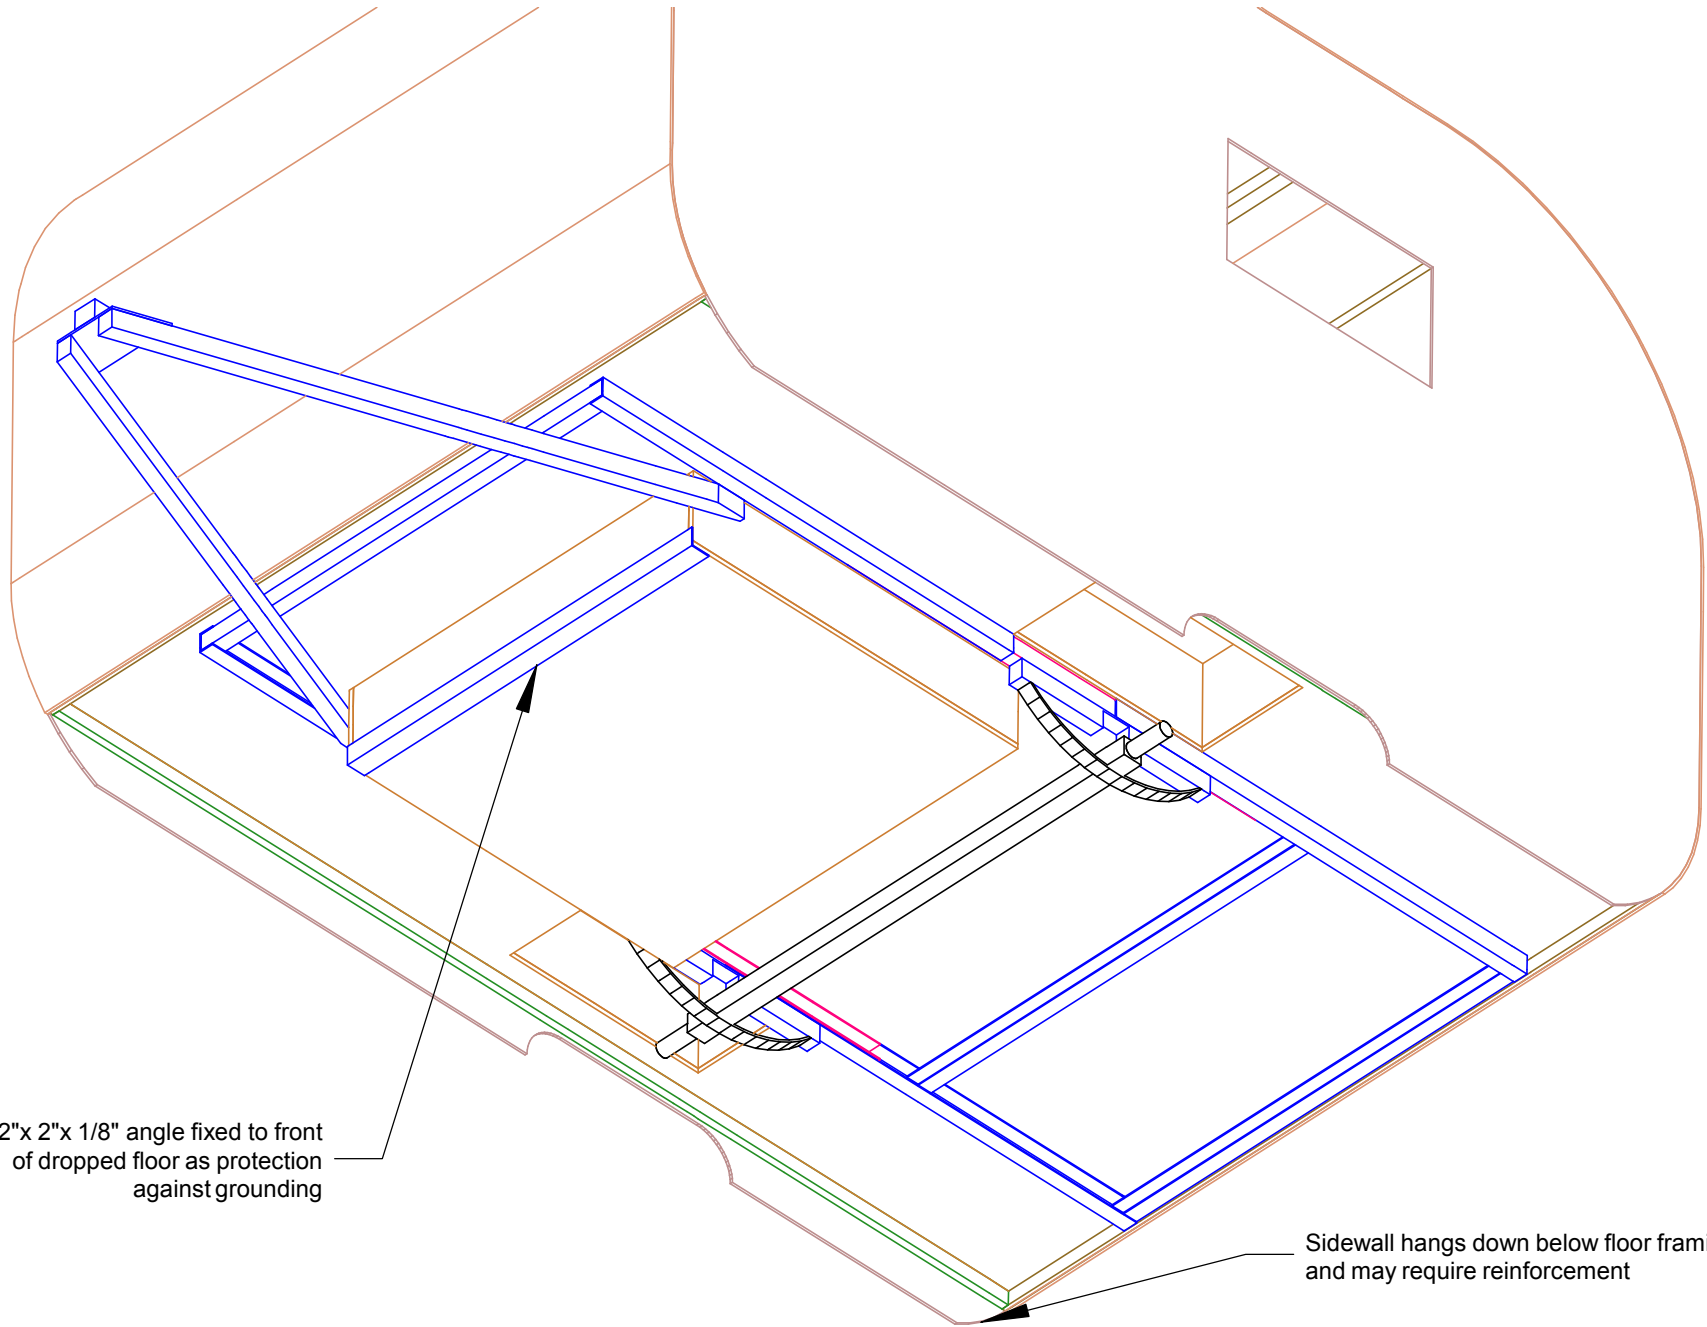 2"x 2"x 1/8" angle fixed to front
of dropped floor as protection
against grounding
Sidewall hangs down below floor frami
and may require reinforcement